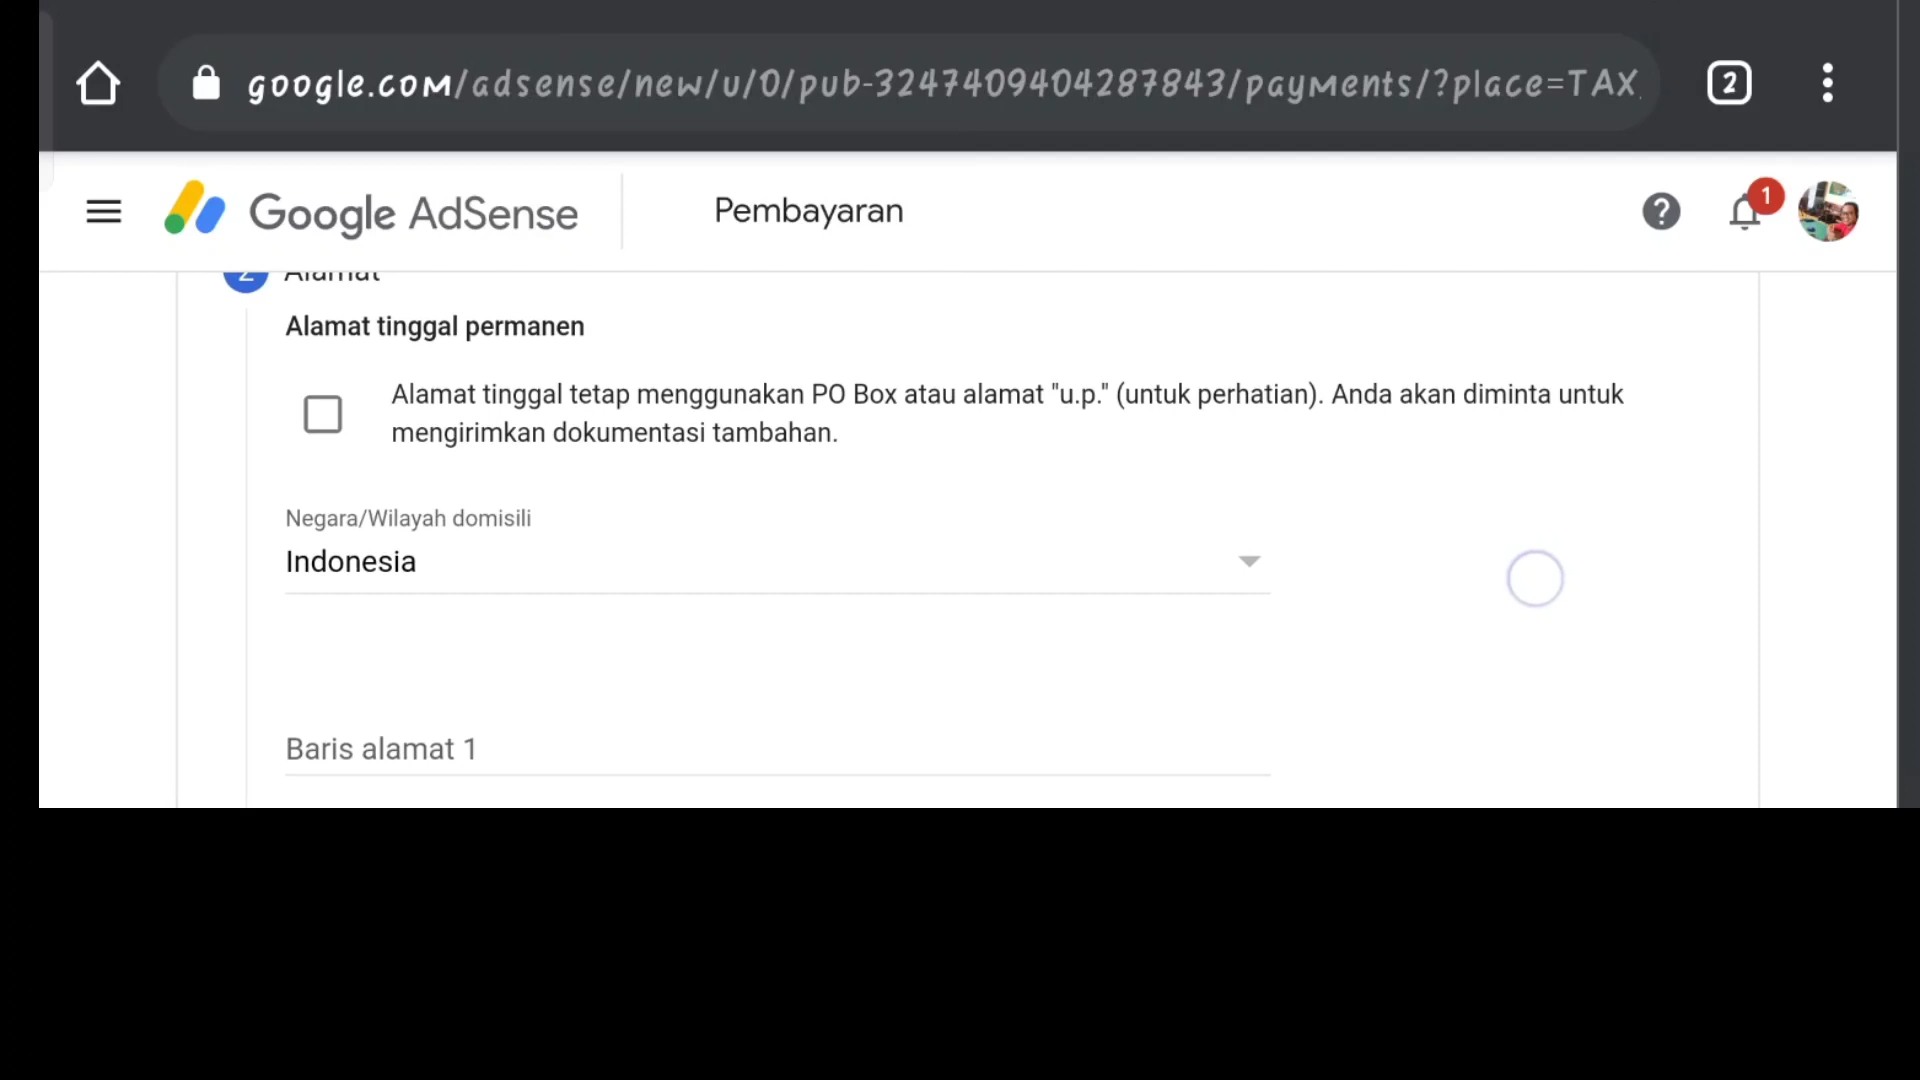 google.com/adsense/new/u/0/pub-3247409404287843/payments/?place=TAX
2
Google AdSense
Pembayaran
1
2 Alamat
Alamat tinggal permanen
Alamat tinggal tetap menggunakan PO Box atau alamat "u.p." (untuk perhatian). Anda akan diminta untuk
mengirimkan dokumentasi tambahan.
Negara/Wilayah domisili
Indonesia
Baris alamat 1